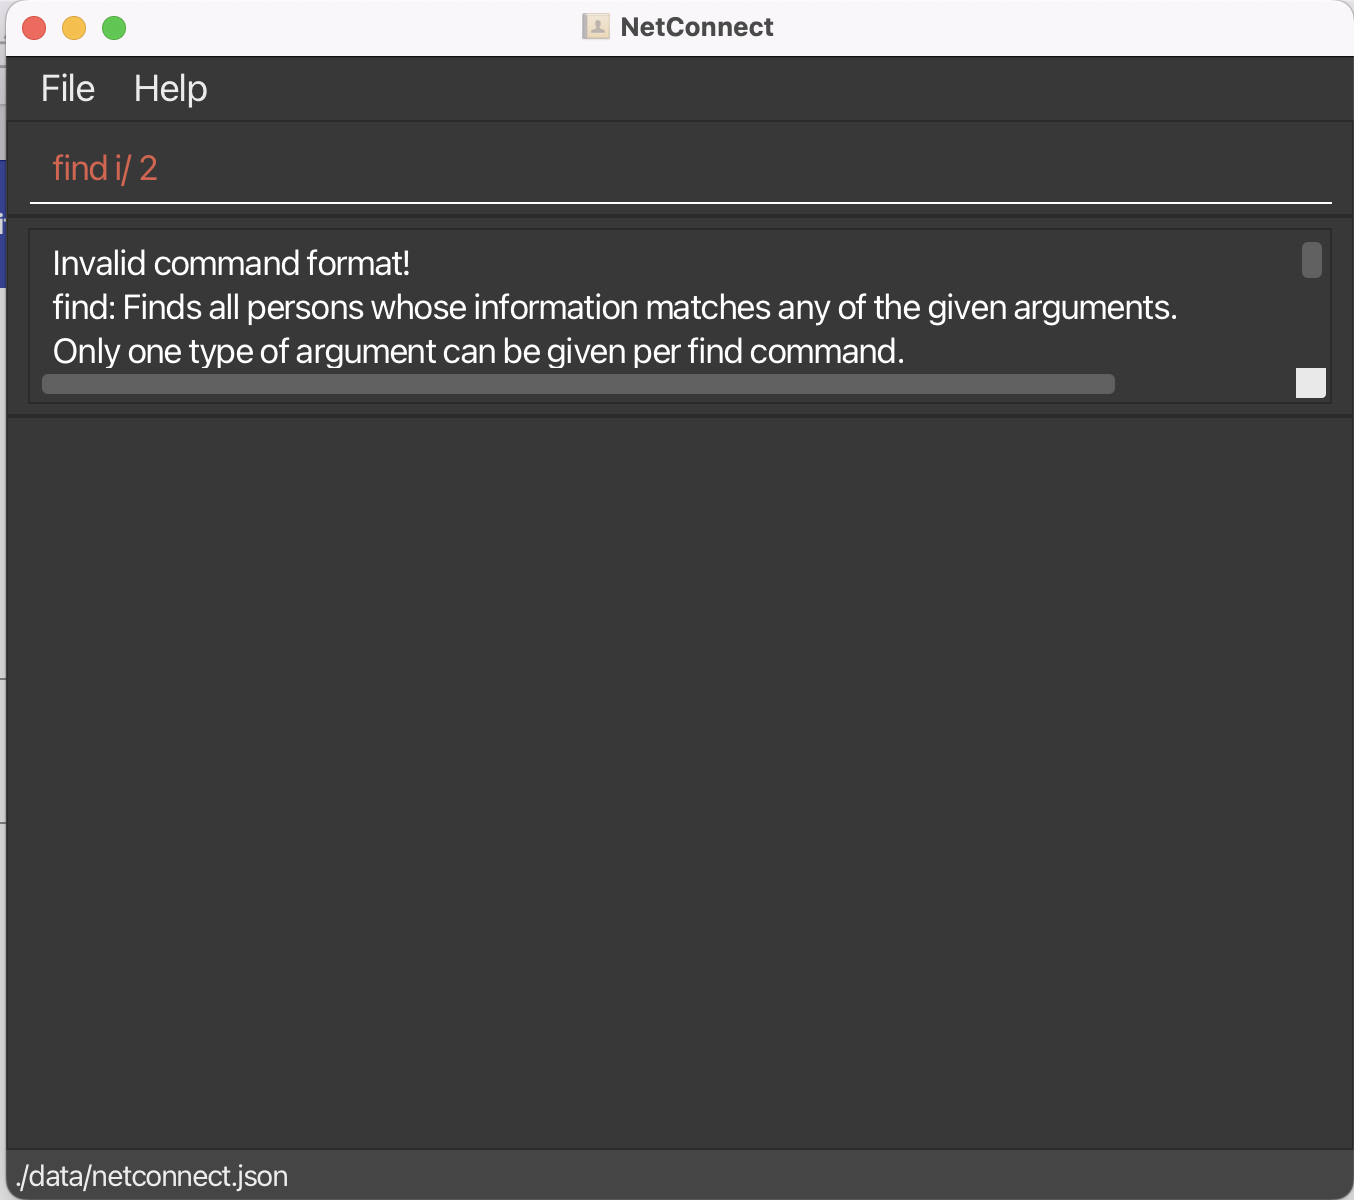 NetConnect
File Help
find i/ 2
Invalid command format!
find: Finds all persons whose information matches any of the given arguments.
Only one type of argument can be given per find command.
./data/netconnect.json